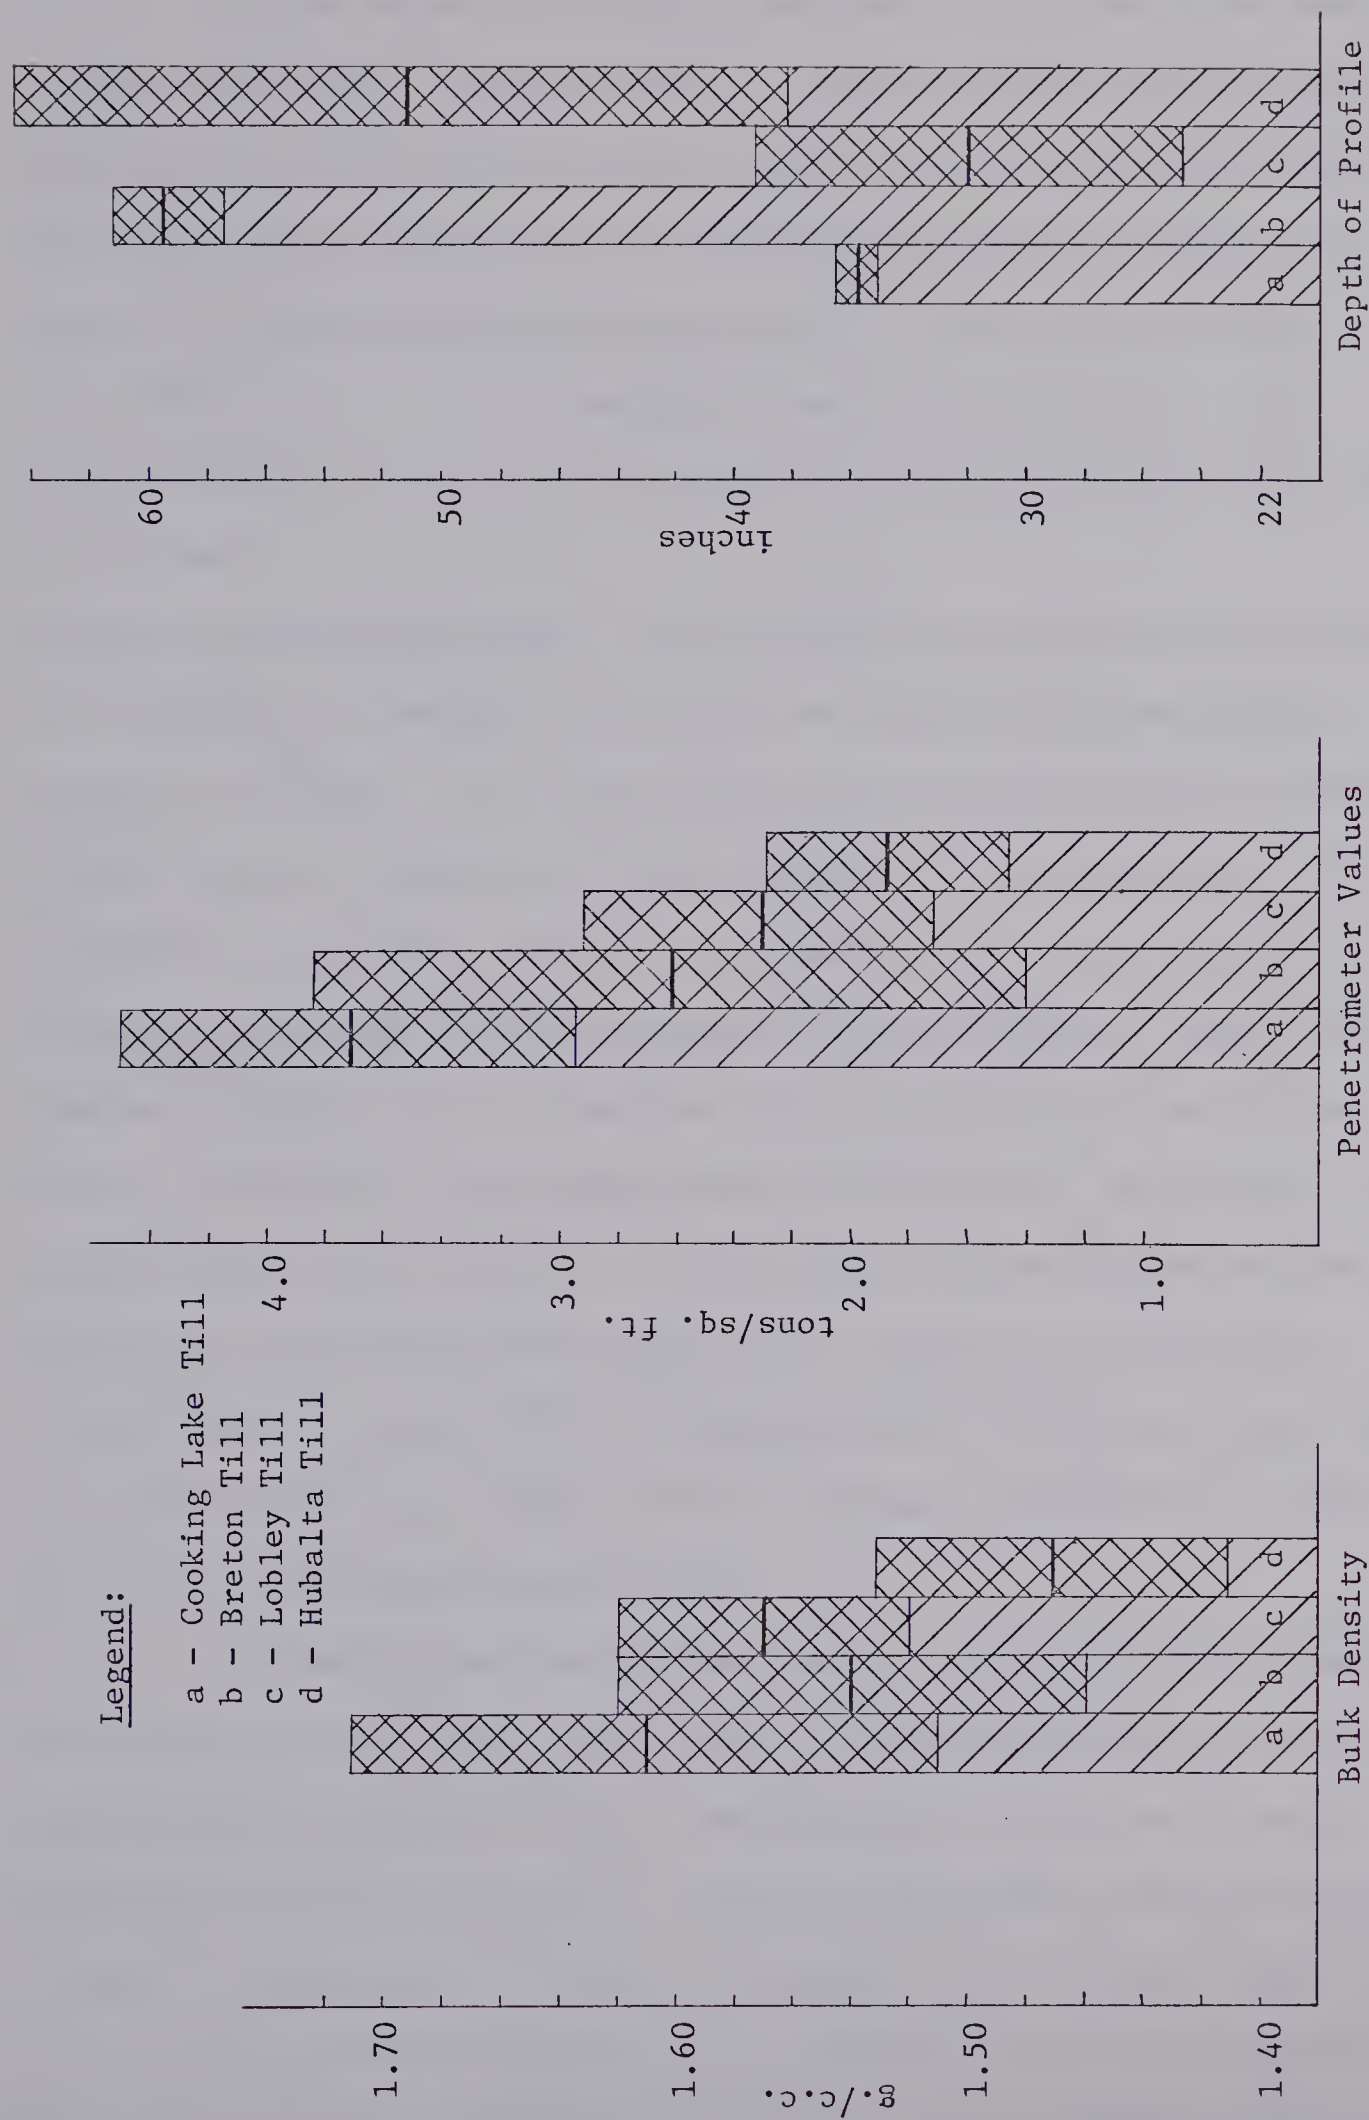 Legend:
a - Cooking Lake Till
b - Breton Till
c - Lobley Till
d - Hubalta Till
g./c.c.
1.70
1.60
1.50
1.40
a b c d
Bulk Density
tons/sq. ft.
4.0
3.0
2.0
1.0
a b c d
Penetrometer Values
inches
60
50
40
30
22
a b c d
Depth of Profile